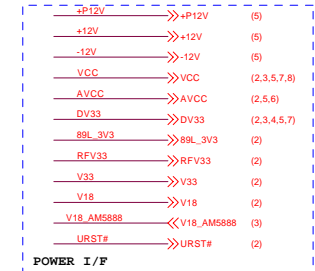 +P12V +P12V (5)
+12V +12V (5)
-12V -12V (5)
VCC VCC (2,3,5,7,8)
AVCC AVCC (2,5,6)
DV33 DV33 (2,3,4,5,7)
89L_3V3 89L_3V3 (2)
RFV33 RFV33 (2)
V33 V33 (2)
V18 V18 (2)
V18_AM5888 V18_AM5888 (3)
URST# URST# (2)
POWER I/F